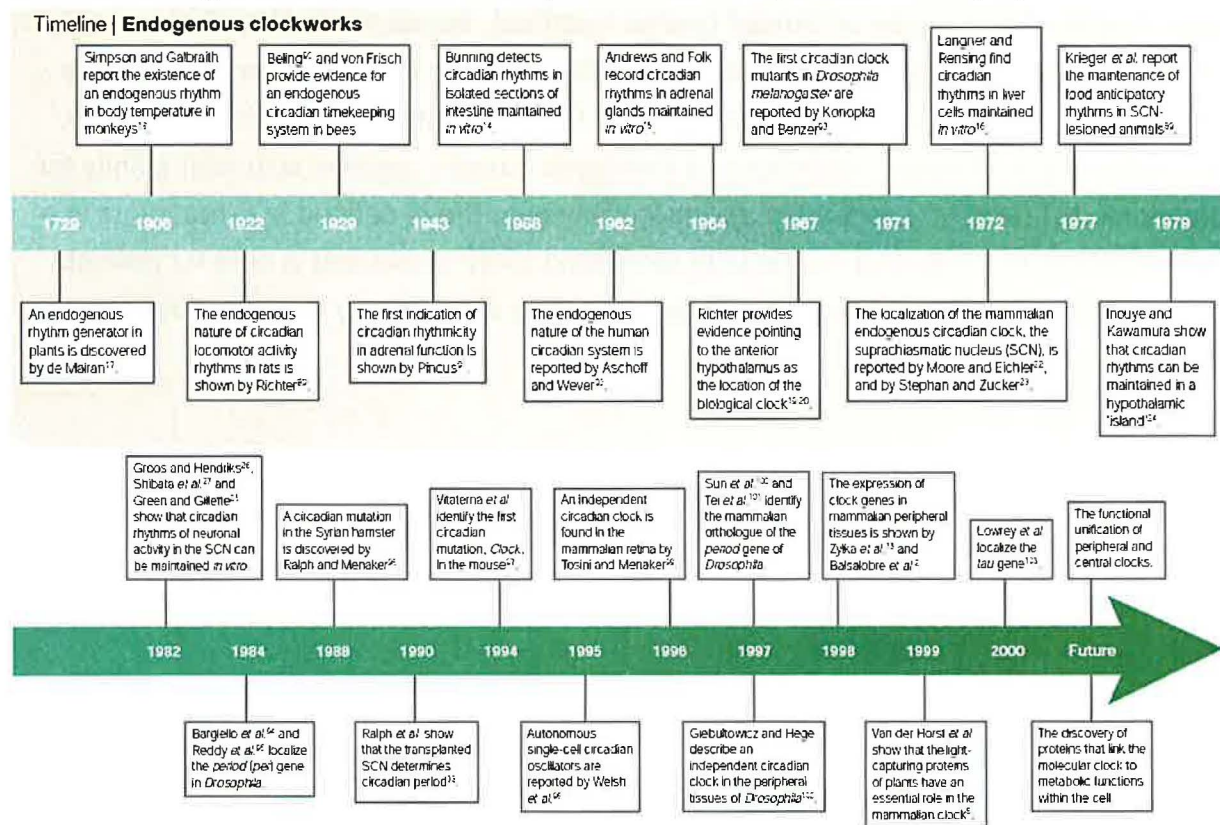 Timeline | Endogenous clockworks
Simpson and Galbraith
report the existence of
an endogenous rhythm
in body temperature in
monkeys
Beling and von Frisch
provide evidence for
an endogenous
circadian timekeeping
system in bees
Bunning detects
circadian rhythms in
isolated sections of
intestine maintained
in vitro
Andrews and Folk
record circadian
rhythms in adrenal
glands maintained
in vitro
The first circadian clock
mutants in Drosophila
melanogaster are
reported by Konopka
and Benzer
Langner and
Rensing find
circadian
rhythms in liver
cells maintained
in vitro
Krieger et al. report
the maintenance of
food anticipatory
rhythms in SCN-
lesioned animals
1729 1906 1922 1929 1943 1958 1962 1964 1967 1971 1972 1977 1979
An endogenous
rhythm generator in
plants is discovered
by de Mairan
The endogenous
nature of circadian
locomotor activity
rhythms in rats is
shown by Richter
The first indication of
circadian rhythmicity
in adrenal function is
shown by Pincus
The endogenous
nature of the human
circadian system is
reported by Aschoff
and Wever
Richter provides
evidence pointing
to the anterior
hypothalamus as
the location of the
biological clock
The localization of the mammalian
endogenous circadian clock, the
suprachiasmatic nucleus (SCN), is
reported by Moore and Eichler
and by Stephan and Zucker
Inouye and
Kawamura show
that circadian
rhythms can be
maintained in a
hypothalamic
'island'
Groos and Hendriks
Shibata et al. and
Green and Gillette
show that circadian
rhythms of neuronal
activity in the SCN can
be maintained in vitro.
A circadian mutation
in the Syrian hamster
is discovered by
Ralph and Menaker
Vitaterna et al
identify the first
circadian
mutation, Clock,
in the mouse
An independent
circadian clock is
found in the
mammalian retina by
Tosini and Menaker
Sun et al. and
Tei et al. identify
the mammalian
orthologue of the
period gene of
Drosophila.
The expression of
clock genes in
mammalian peripheral
tissues is shown by
Zylka et al. and
Balsalobre et al
Lowrey et al
localize the
tau gene
The functional
unification of
peripheral and
central clocks.
1982 1984 1988 1990 1994 1995 1996 1997 1998 1999 2000 Future
Bargiello et al. and
Reddy et al. localize
the period (per) gene
in Drosophila.
Ralph et al show
that the transplanted
SCN determines
circadian period
Autonomous
single-cell circadian
oscillators are
reported by Welsh
et al.
Giebultowicz and Hege
describe an
independent circadian
clock in the peripheral
tissues of Drosophila
Van der Horst et al
show that the light-
capturing proteins
of plants have an
essential role in the
mammalian clock
The discovery of
proteins that link the
molecular clock to
metabolic functions
within the cell